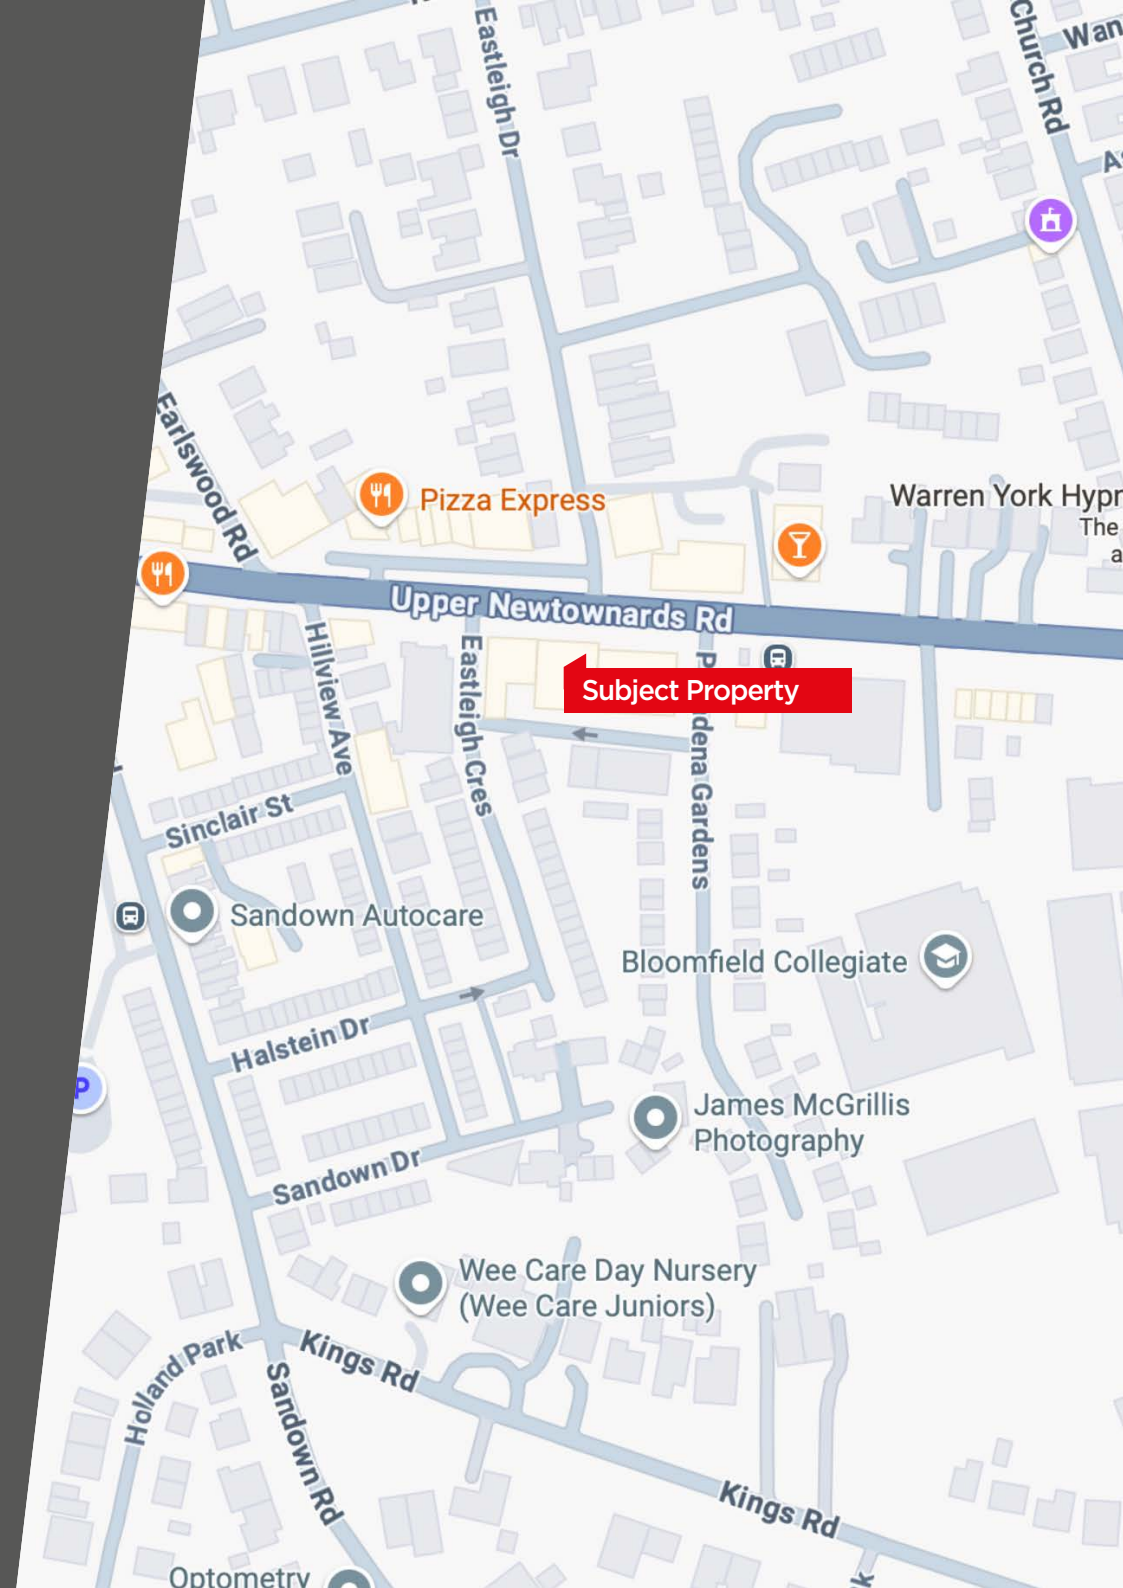 Eastleigh Dr
Church Rd
Wan
As
Earlswood Rd
Pizza Express
Warren York Hypn
The
a
Upper Newtownards Rd
Hillview Ave
Eastleigh Cres
Subject Property
P
dena Gardens
Sinclair St
Sandown Autocare
Bloomfield Collegiate
Halstein Dr
P
James McGrillis
Photography
Sandown Dr
Wee Care Day Nursery
(Wee Care Juniors)
Holland Park
Kings Rd
Sandown Rd
Kings Rd
Optometry
k